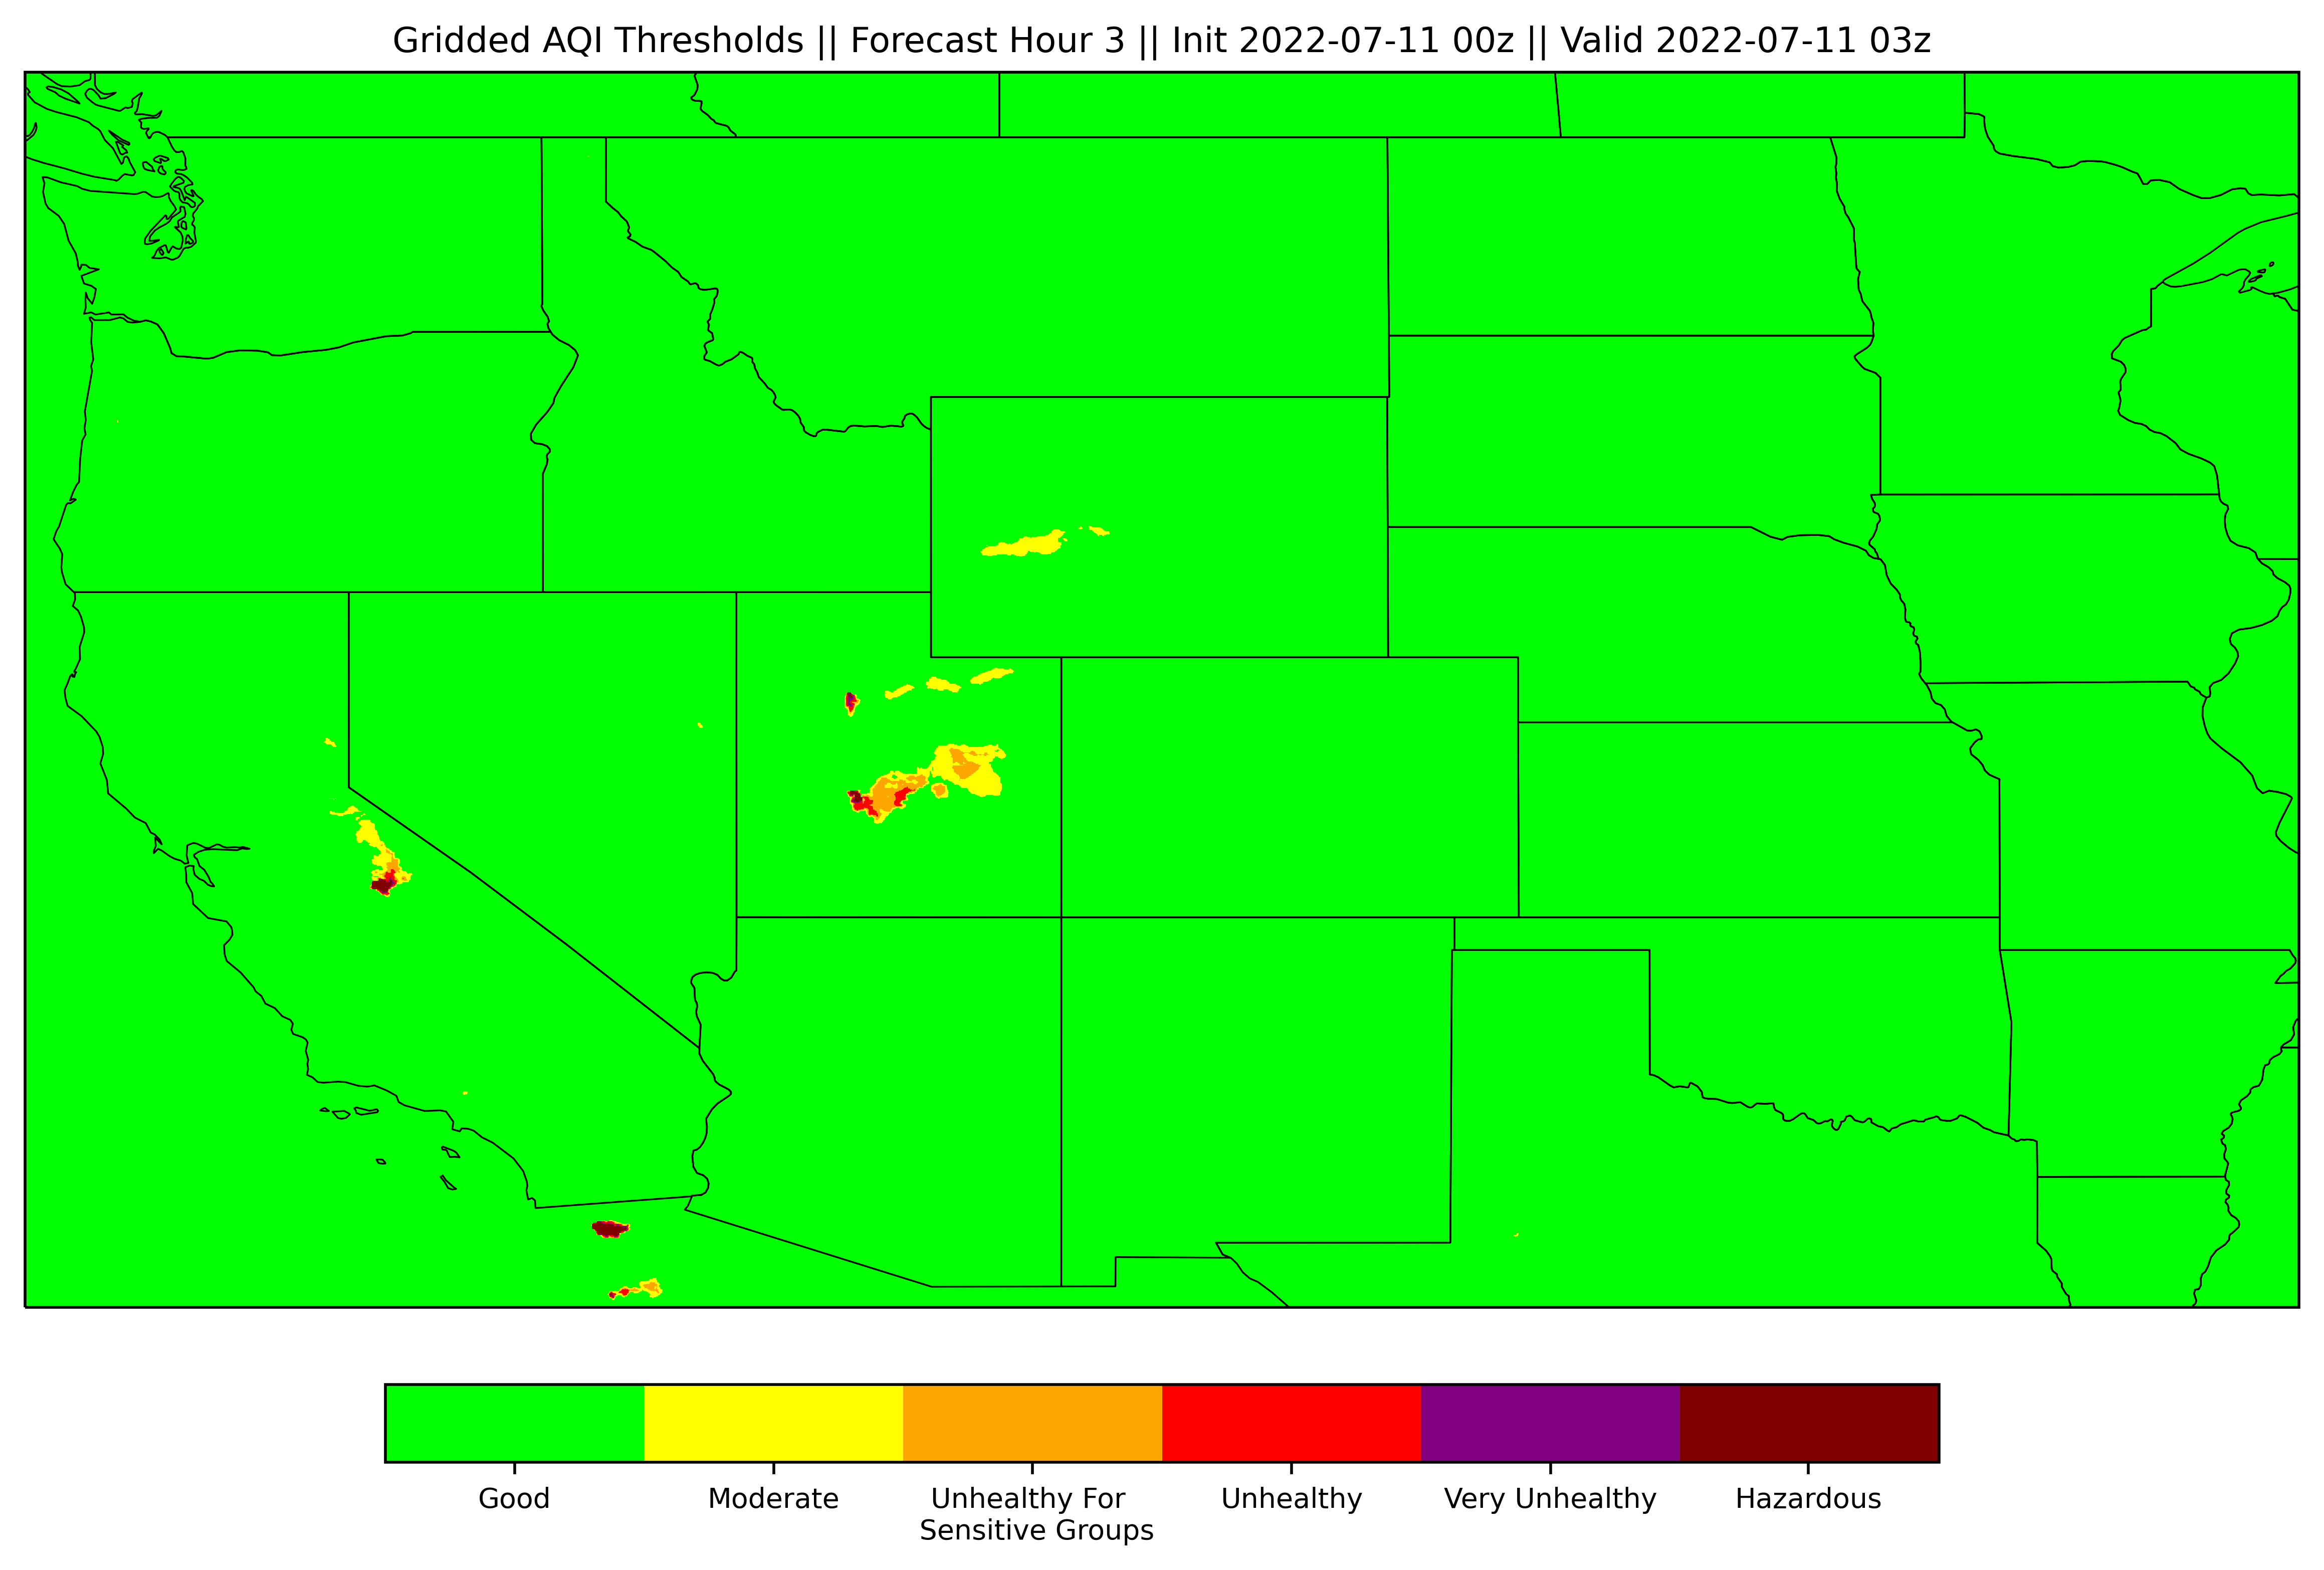 Gridded AQI Thresholds || Forecast Hour 3 || Init 2022-07-11 00z || Valid 2022-07-11 03z
Good
Moderate
Unhealthy For
Sensitive Groups
Unhealthy
Very Unhealthy
Hazardous